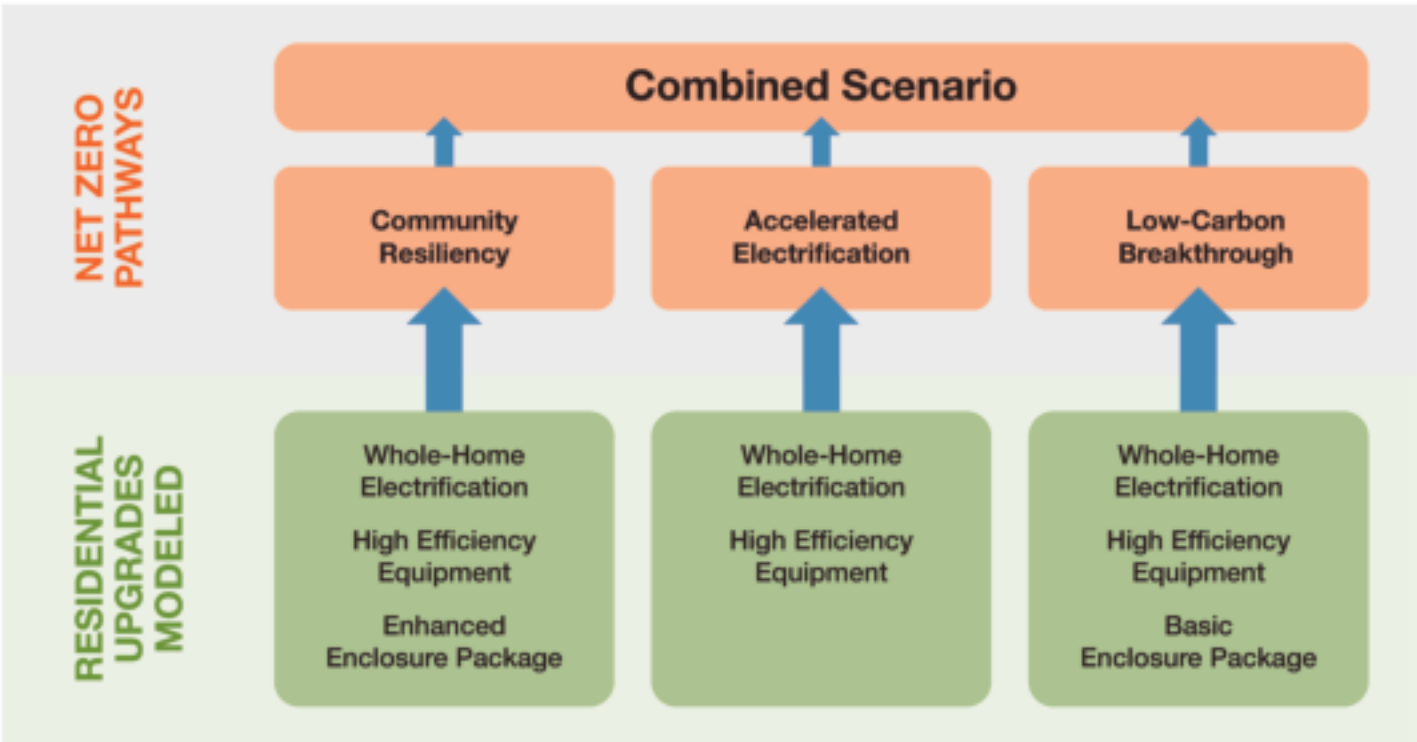 NET ZERO
PATHWAYS
Combined Scenario
Community
Resiliency
Accelerated
Electrification
Low-Carbon
Breakthrough
RESIDENTIAL
UPGRADES
MODELED
Whole-Home
Electrification
High Efficiency
Equipment
Enhanced
Enclosure Package
Whole-Home
Electrification
High Efficiency
Equipment
Whole-Home
Electrification
High Efficiency
Equipment
Basic
Enclosure Package